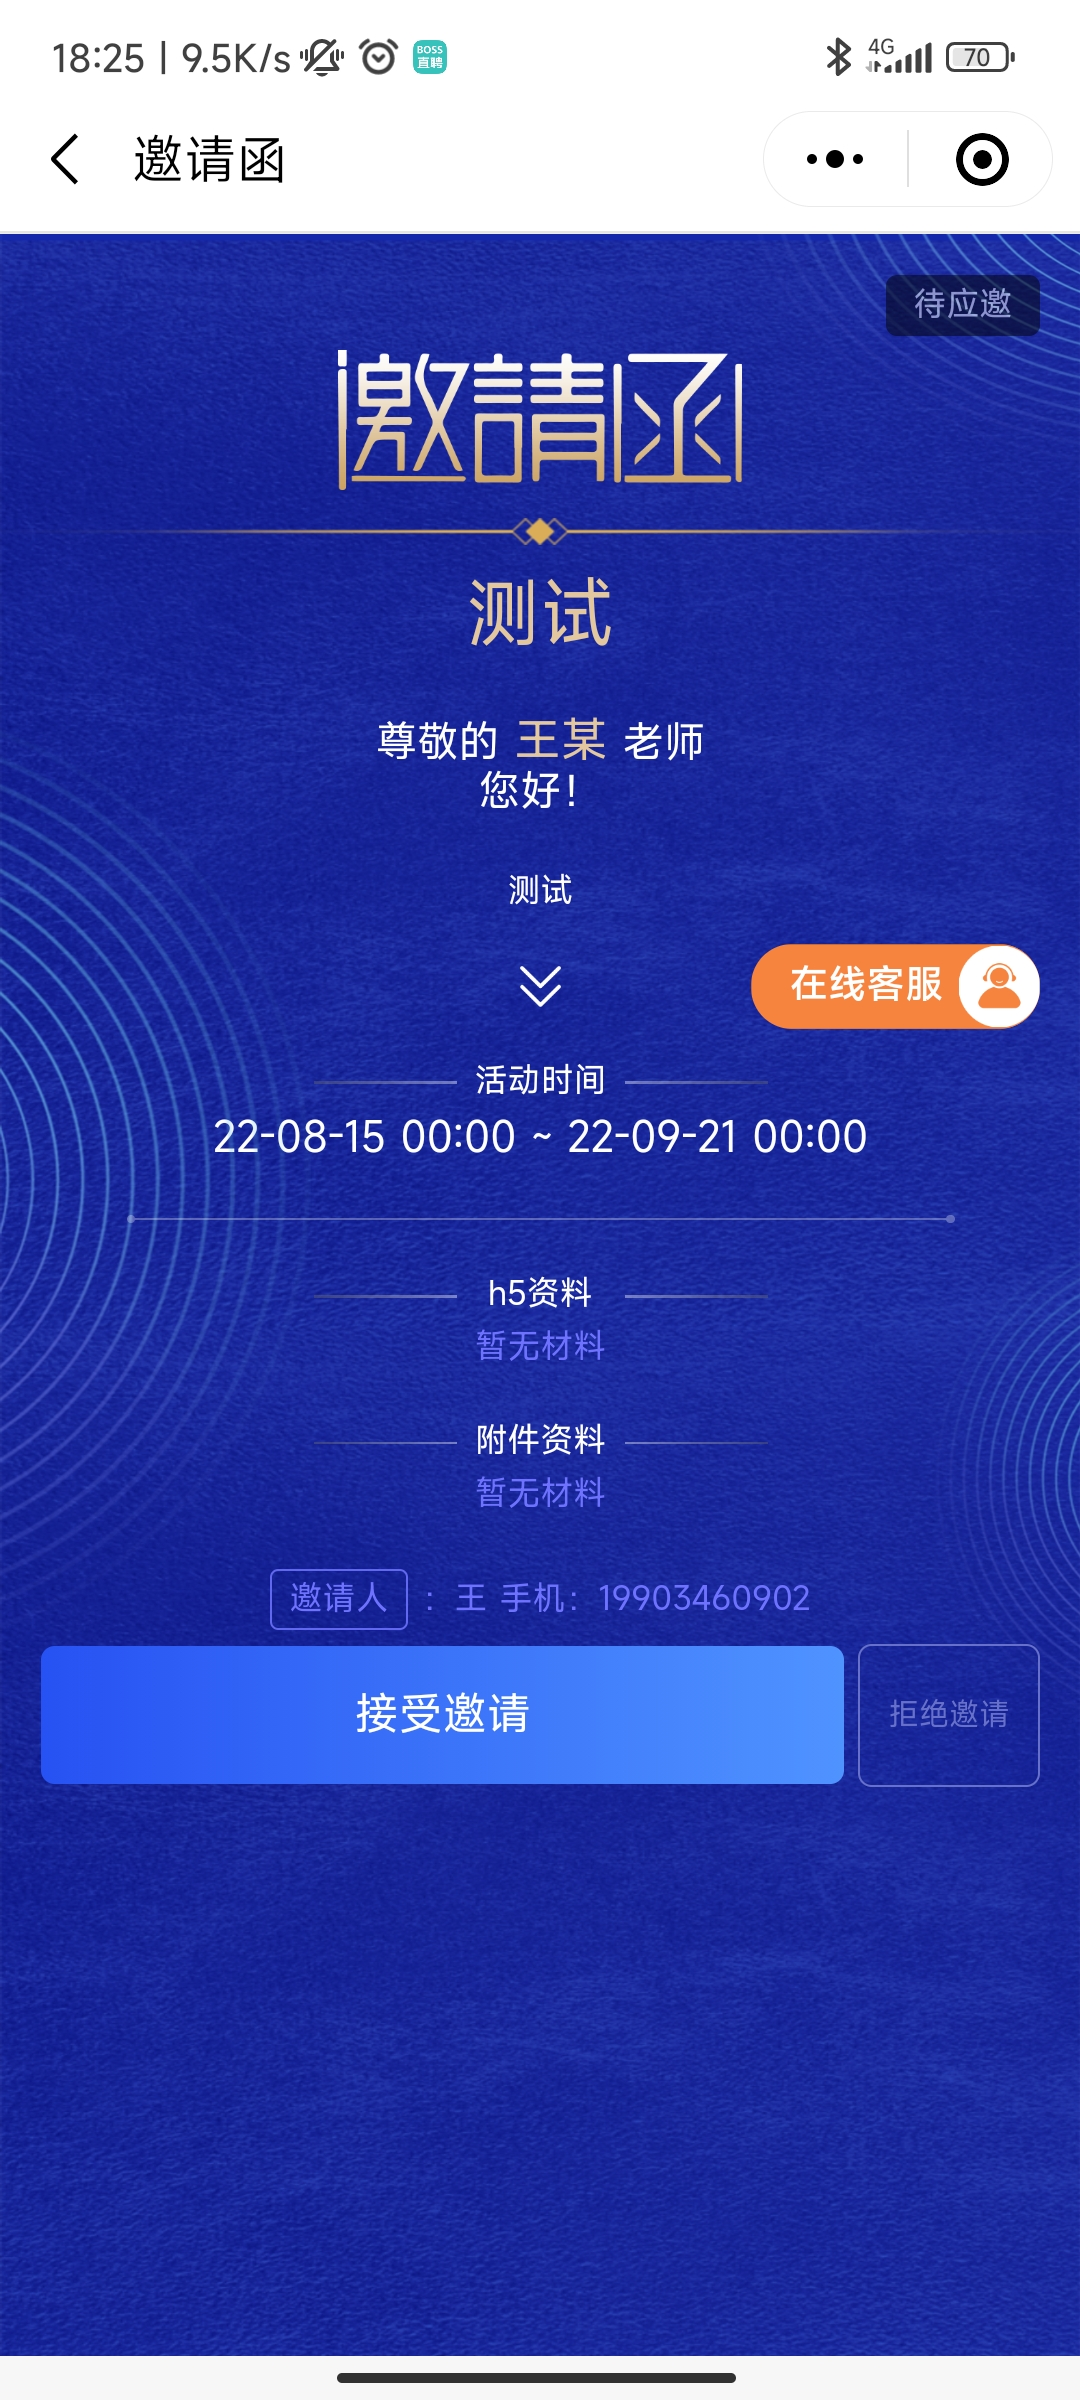 18:25 | 9.5K/s BOSS直聘 4G 70
邀请函
待应邀
邀請函
测试
尊敬的 王某 老师
您好！
测试
在线客服
活动时间
22-08-15 00:00 ~ 22-09-21 00:00
h5资料
暂无材料
附件资料
暂无材料
邀请人 ：王 手机：19903460902
接受邀请 拒绝邀请